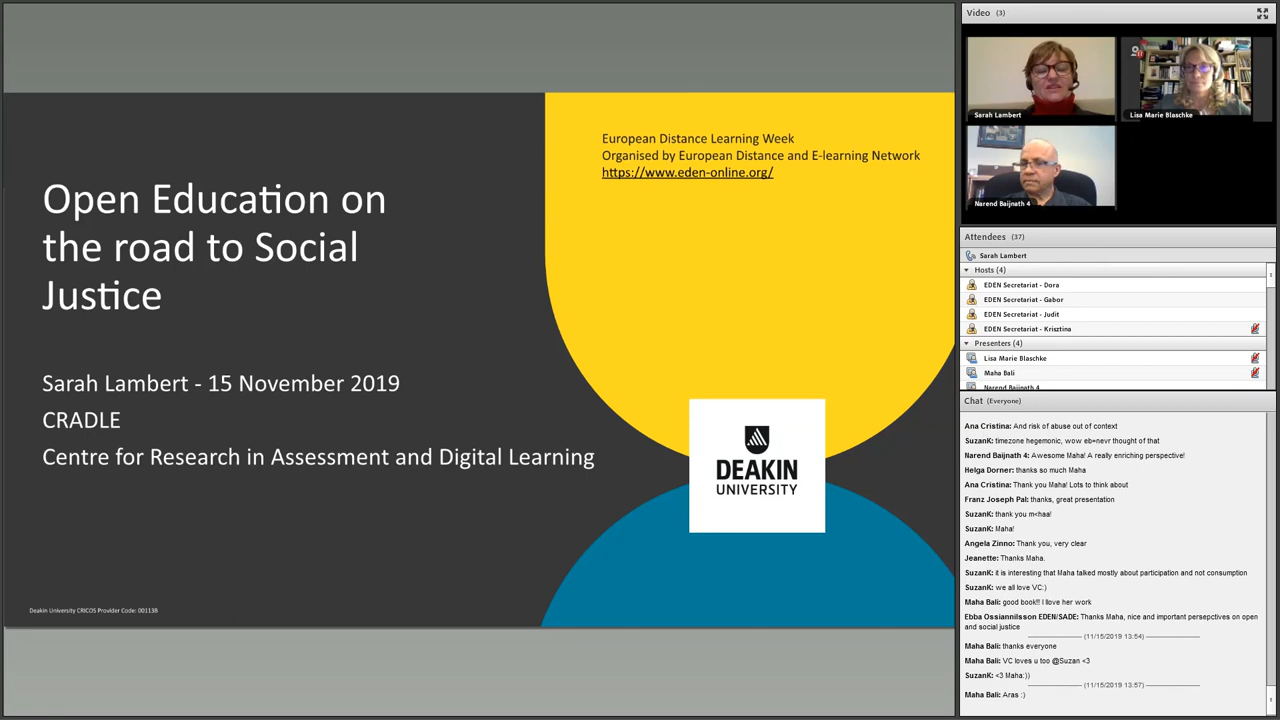 Open Education on
the road to Social
Justice
Sarah Lambert - 15 November 2019
CRADLE
Centre for Research in Assessment and Digital Learning
Deakin University CRICOS Provider Code: 00113B
European Distance Learning Week
Organised by European Distance and E-learning Network
https://www.eden-online.org/
DEAKIN
UNIVERSITY
Video (3)
Sarah Lambert
Lisa Marie Blaschke
Narend Baijnath 4
Attendees (37)
Sarah Lambert
Hosts (4)
EDEN Secretariat - Dora
EDEN Secretariat - Gabor
EDEN Secretariat - Judit
EDEN Secretariat - Krisztina
Presenters (4)
Lisa Marie Blaschke
Maha Bali
Narend Baijnath 4
Chat (Everyone)
Ana Cristina: And risk of abuse out of context
SuzanK: timezone hegemonic, wow eb=nevr thought of that
Narend Baijnath 4: Awesome Maha! A really enriching perspective!
Helga Dorner: thanks so much Maha
Ana Cristina: Thank you Maha! Lots to think about
Franz Joseph Pal: thanks, great presentation
SuzanK: thank you m<haa!
SuzanK: Maha!
Angela Zinno: Thank you, very clear
Jeanette: Thanks Maha.
SuzanK: it is interesting that Maha talked mostly about participation and not consumption
SuzanK: we all love VC:)
Maha Bali: good book!! I love her work
Ebba Ossiannilsson EDEN/SADE: Thanks Maha, nice and important persepctives on open
and social justice
(11/15/2019 13:54)
Maha Bali: thanks everyone
Maha Bali: VC loves u too @Suzan <3
SuzanK: <3 Maha:))
(11/15/2019 13:57)
Maha Bali: Aras :)